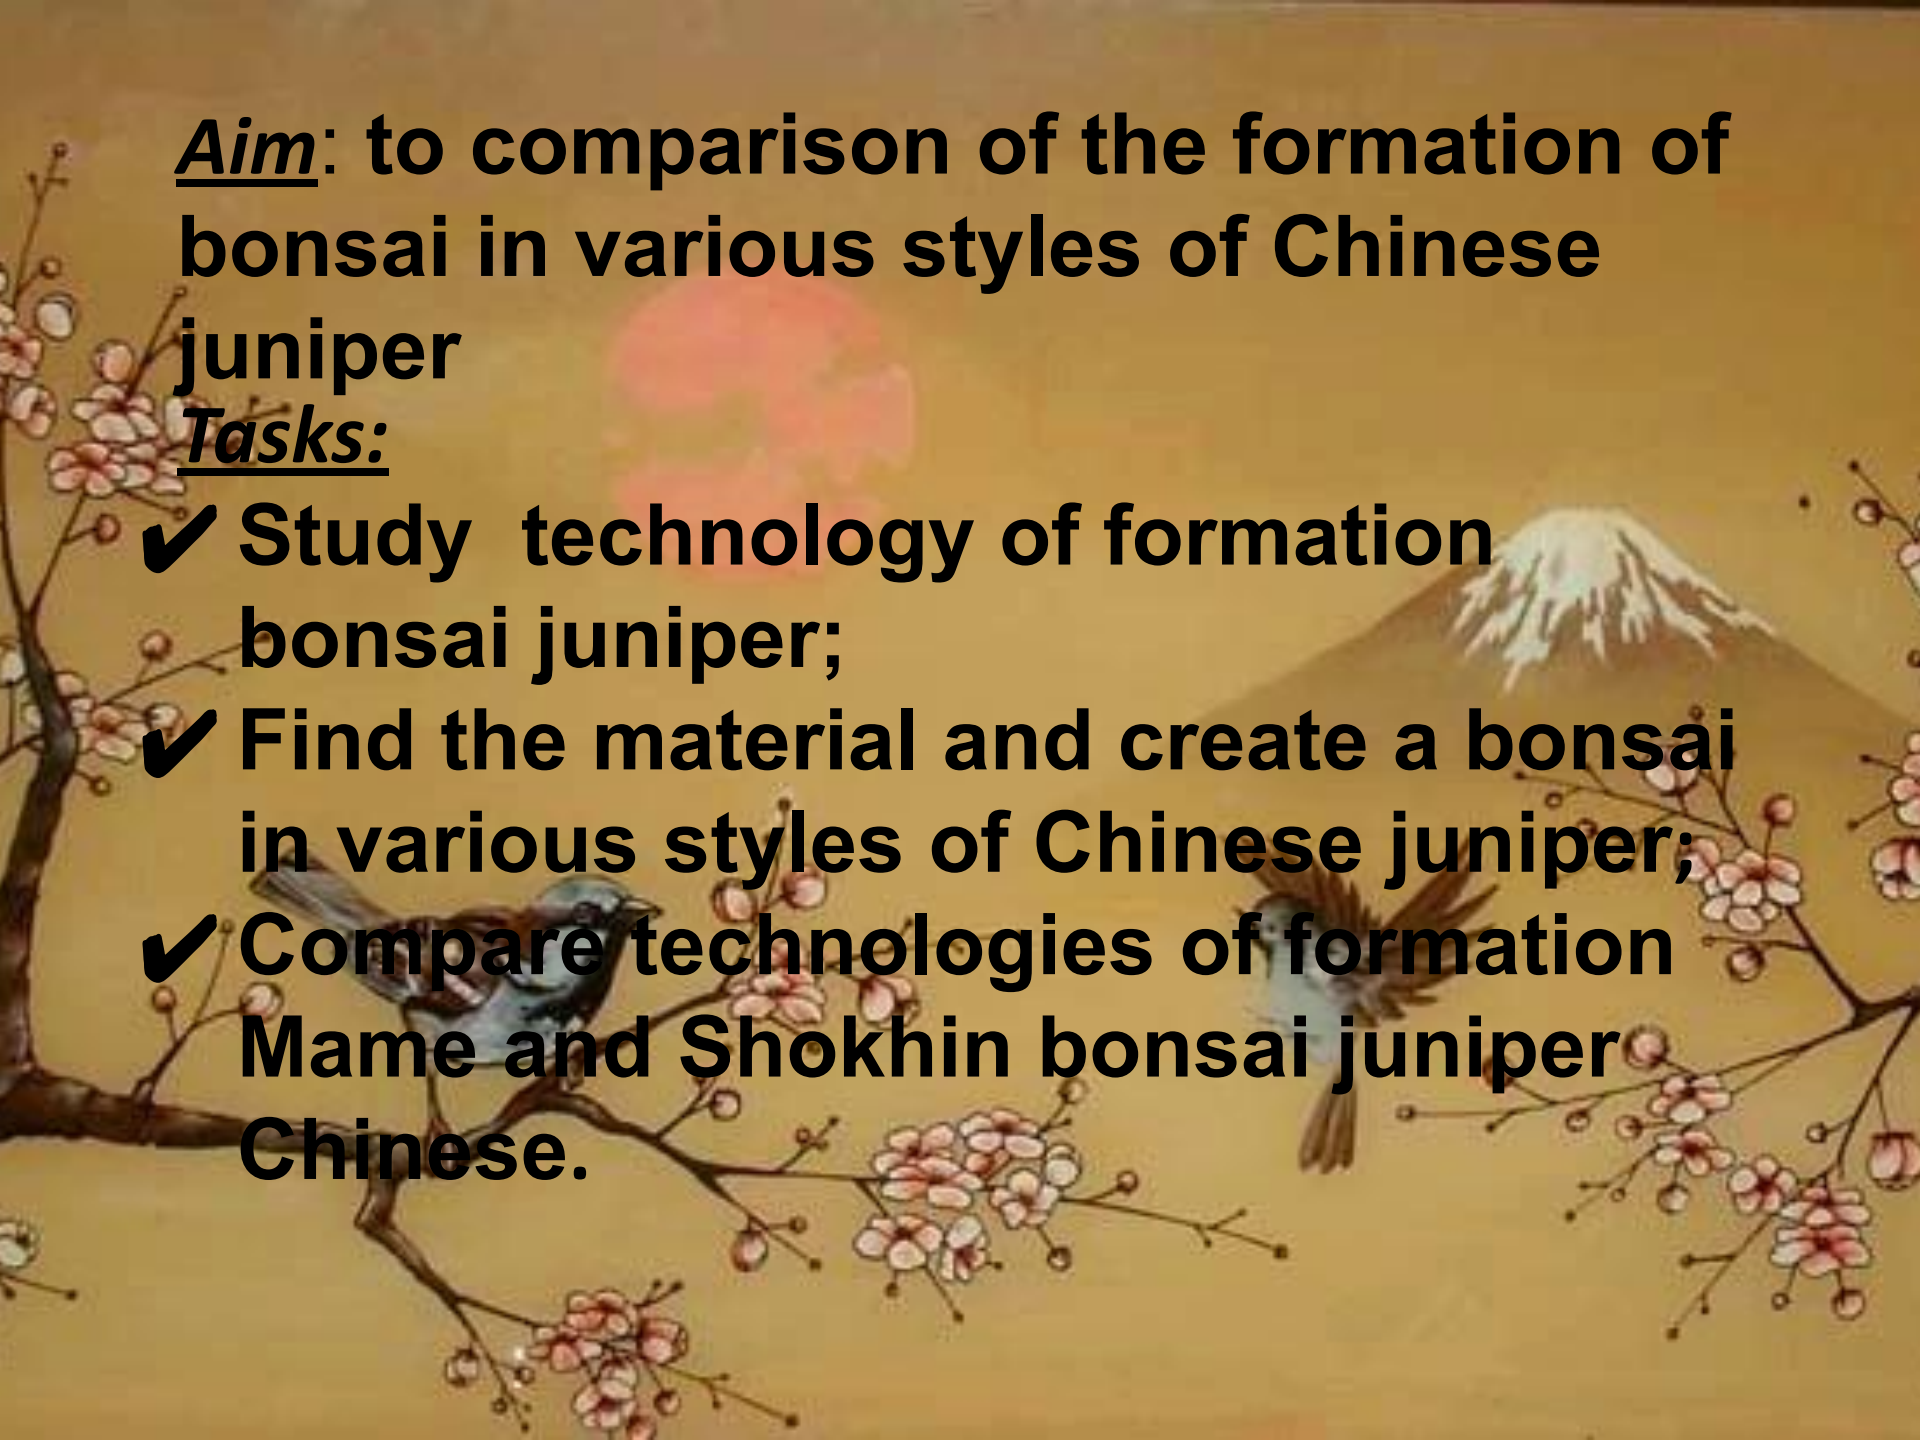 Aim: to comparison of the formation of
bonsai in various styles of Chinese
juniper
Tasks:
✔ Study  technology of formation
bonsai juniper;
✔ Find the material and create a bonsai
in various styles of Chinese juniper;
✔ Compare technologies of formation
Mame and Shokhin bonsai juniper
Chinese.